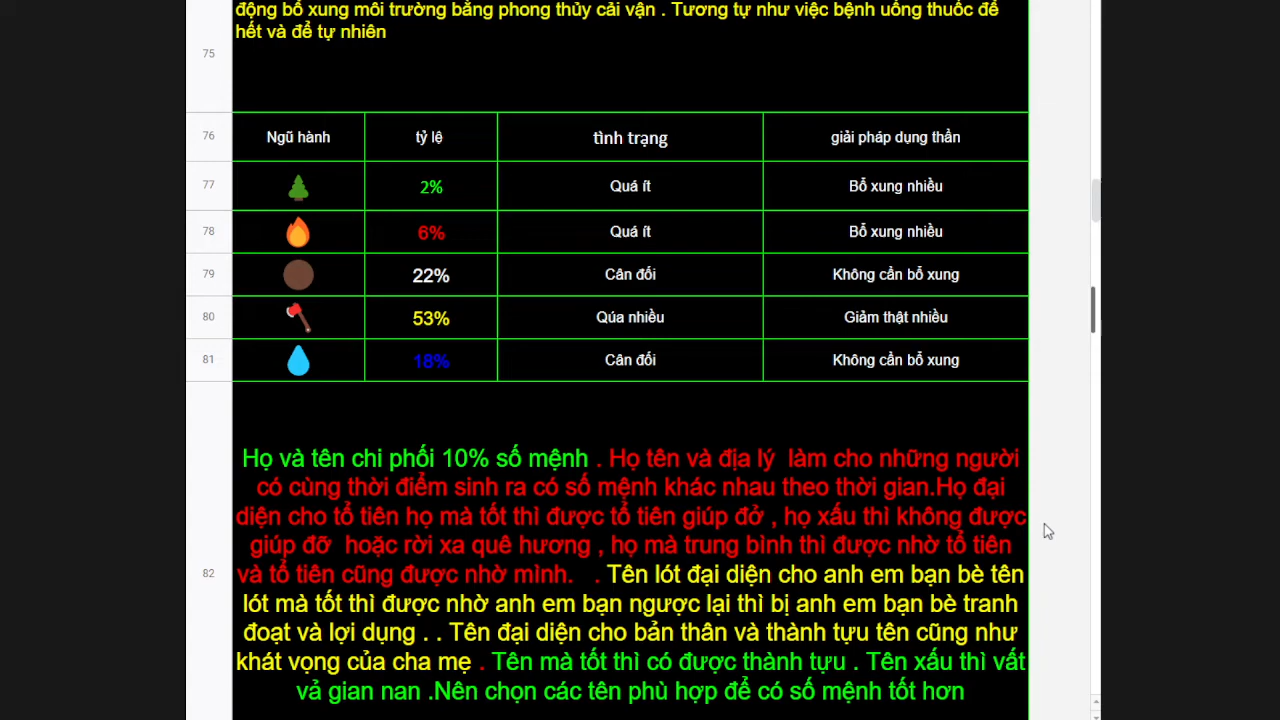 động bổ xung môi trường bằng phong thủy cải vận . Tương tự như việc bệnh uống thuốc để
hết và để tự nhiên
75
76 Ngũ hành tỷ lệ tình trạng giải pháp dụng thần
77 2% Quá ít Bổ xung nhiều
78 6% Quá ít Bổ xung nhiều
79 22% Cân đối Không cần bổ xung
80 53% Qúa nhiều Giảm thật nhiều
81 18% Cân đối Không cần bổ xung
Họ và tên chi phối 10% số mệnh . Họ tên và địa lý làm cho những người
có cùng thời điểm sinh ra có số mệnh khác nhau theo thời gian.Họ đại
diện cho tổ tiên họ mà tốt thì được tổ tiên giúp đở , họ xấu thì không được
giúp đỡ hoặc rời xa quê hương , họ mà trung bình thì được nhờ tổ tiên
và tổ tiên cũng được nhờ mình. . Tên lót đại diện cho anh em bạn bè tên
82
lót mà tốt thì được nhờ anh em bạn ngược lại thì bị anh em bạn bè tranh
đoạt và lợi dụng . . Tên đại diện cho bản thân và thành tựu tên cũng như
khát vọng của cha mẹ . Tên mà tốt thì có được thành tựu . Tên xấu thì vất
vả gian nan .Nên chọn các tên phù hợp để có số mệnh tốt hơn